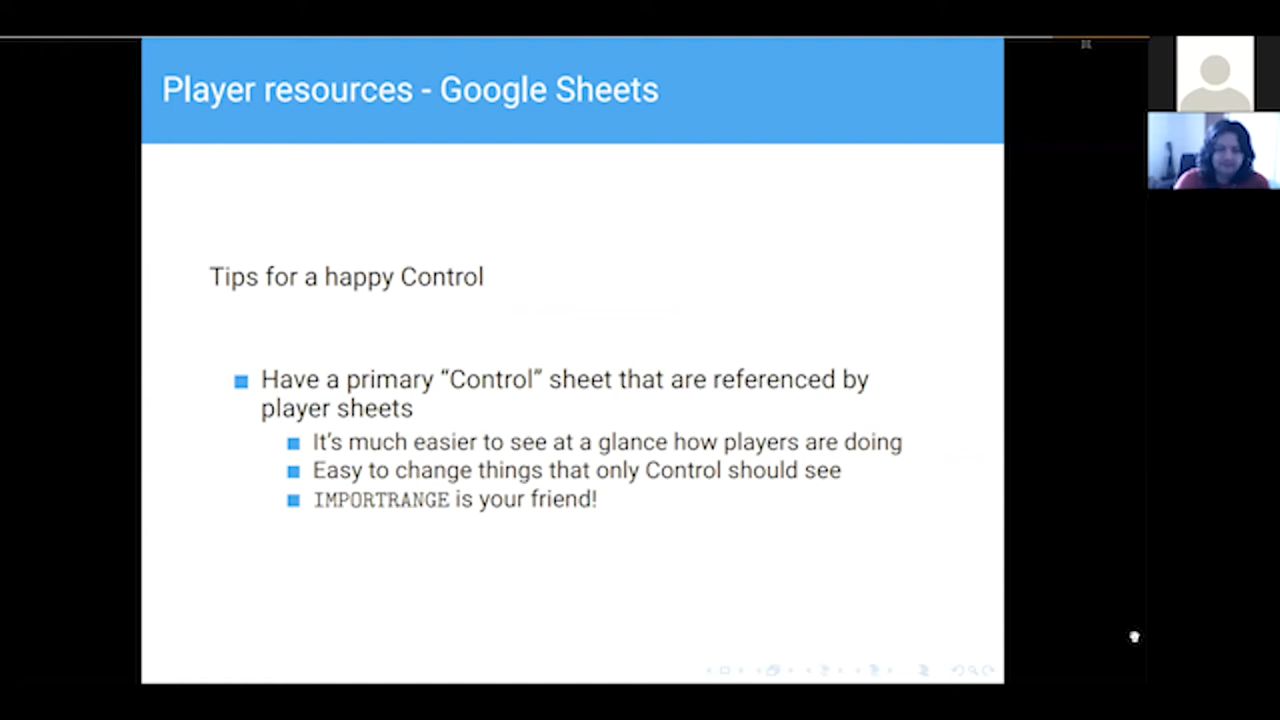 Player resources - Google Sheets
Tips for a happy Control
Have a primary “Control” sheet that are referenced by
player sheets
It's much easier to see at a glance how players are doing
Easy to change things that only Control should see
IMPORTRANGE is your friend!